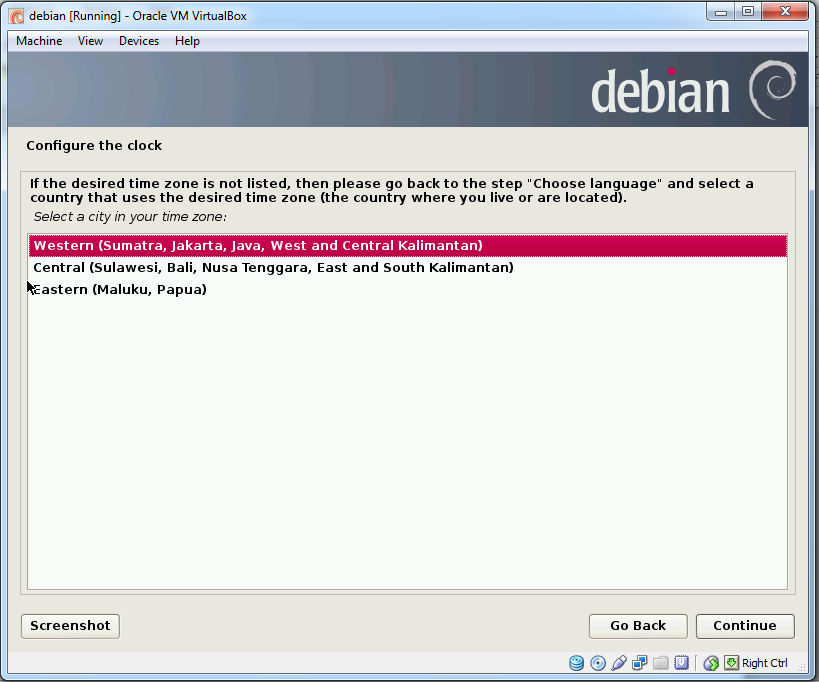 debian [Running] - Oracle VM VirtualBox
Machine View Devices Help
debian
Configure the clock
If the desired time zone is not listed, then please go back to the step "Choose language" and select a
country that uses the desired time zone (the country where you live or are located).
Select a city in your time zone:
Western (Sumatra, Jakarta, Java, West and Central Kalimantan)
Central (Sulawesi, Bali, Nusa Tenggara, East and South Kalimantan)
Eastern (Maluku, Papua)
Screenshot Go Back Continue
Right Ctrl